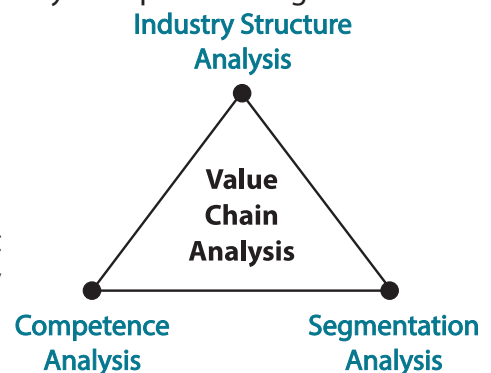 Industry Structure
Analysis
Value
Chain
Analysis
Competence
Analysis
Segmentation
Analysis